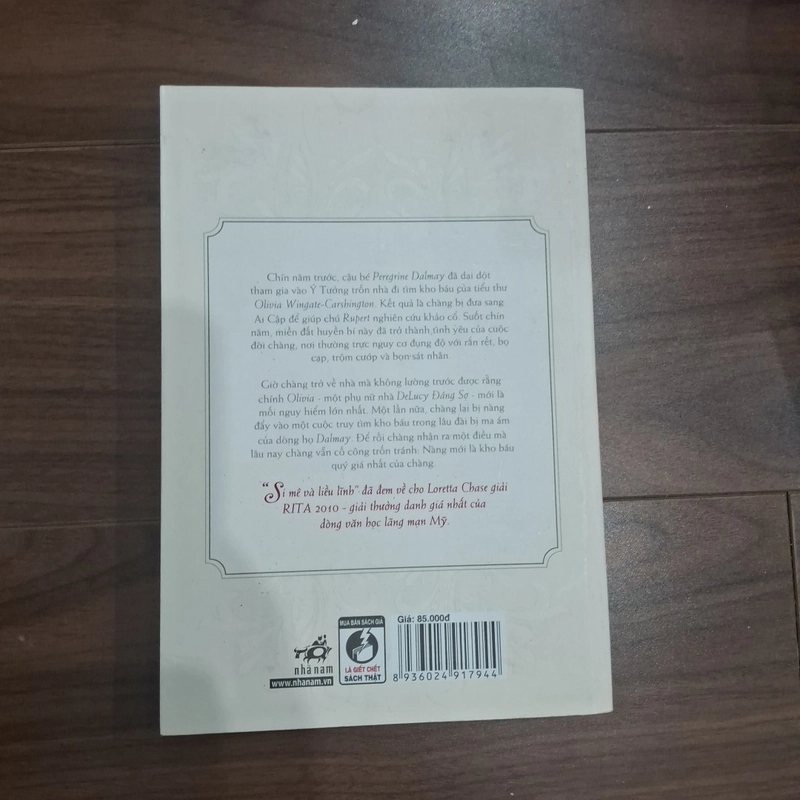 Chín năm trước, cậu bé Peregrine Dalmay đã dại dột
tham gia vào Ý Tưởng trốn nhà đi tìm kho báu của tiểu thư
Olivia Wingate-Carsington. Kết quả là chàng bị đưa sang
Ai Cập để giúp chú Rupert nghiên cứu khảo cổ. Suốt chín
năm, miền đất huyền bí này đã trở thành tình yêu của cuộc
đời chàng, nơi thường trực nguy cơ đụng độ với rắn rết, bọ
cạp, trộm cướp và bọn sát nhân.
Giờ chàng trở về nhà mà không lường trước được rằng
chính Olivia - một phụ nữ nhà DeLucy Đáng Sợ - mới là
mối nguy hiểm lớn nhất. Một lần nữa, chàng lại bị nàng
đẩy vào một cuộc truy tìm kho báu trong lâu đài bị ma ám
của dòng họ Dalmay. Để rồi chàng nhận ra một điều mà
lâu nay chàng vẫn cố công trốn tránh: Nàng mới là kho báu
quý giá nhất của chàng.
"Si mê và liều lĩnh" đã đem về cho Loretta Chase giải
RITA 2010 - giải thưởng danh giá nhất của
dòng văn học lãng mạn Mỹ.
nhã nam
www.nhanam.vn
MUA BÁN SÁCH GIẢ
LÀ GIẾT CHẾT
SÁCH THẬT
Giá: 85.000đ
8 936024 917944